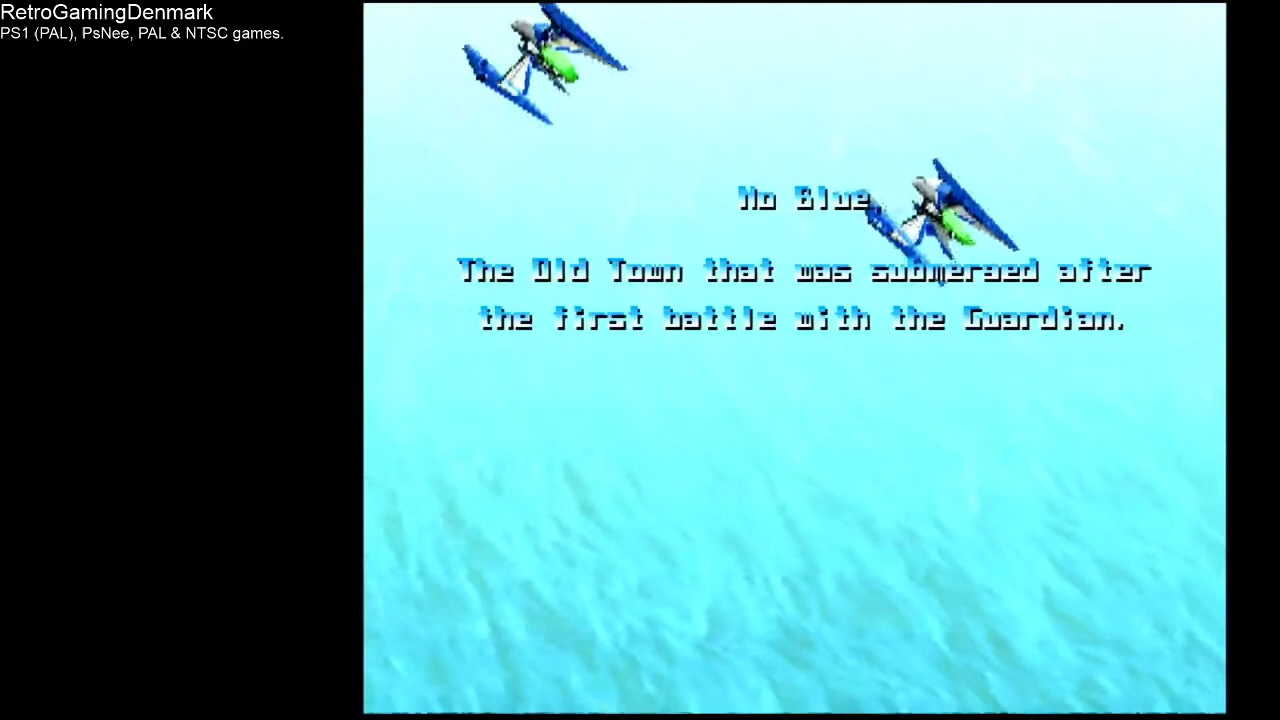 RetroGamingDenmark
PS1 (PAL), PsNee, PAL & NTSC games.
No Blue
The Old Town that was submerged after
the first battle with the Guardian.